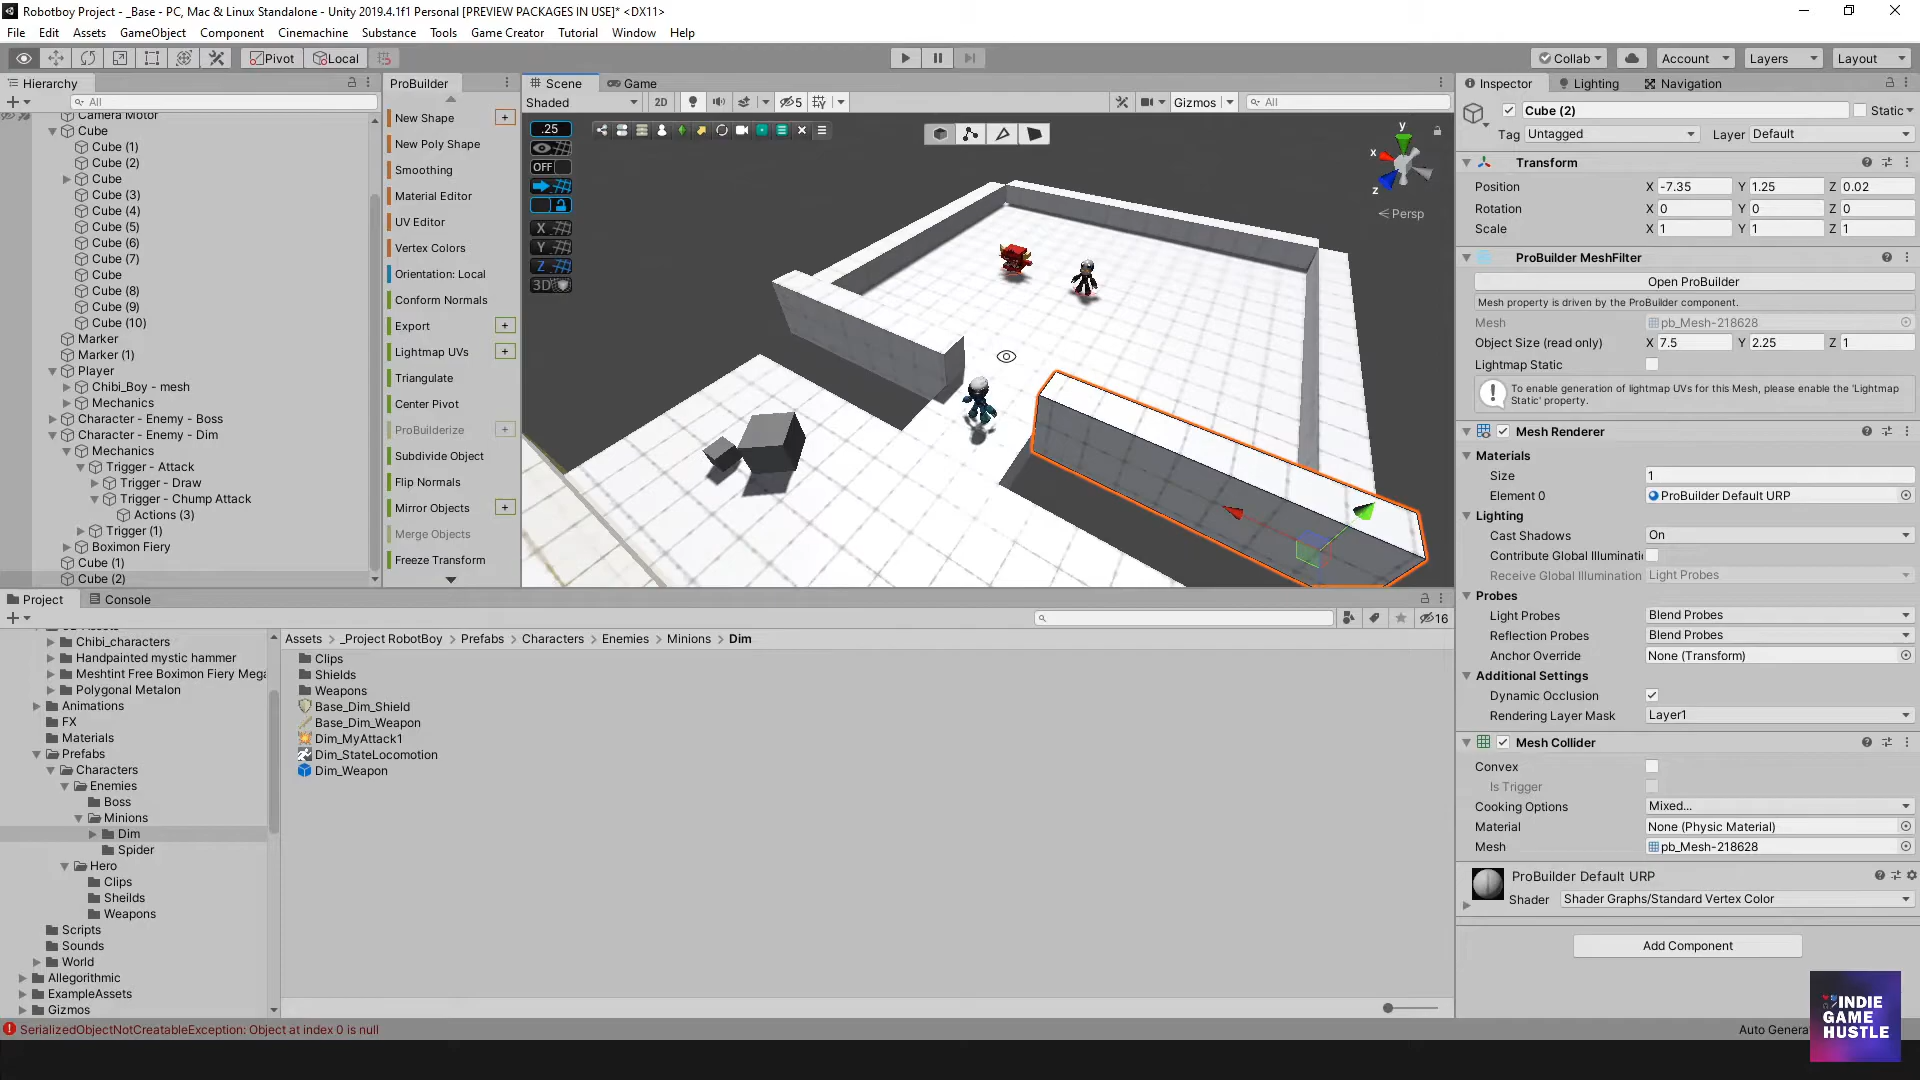 Robotboy Project - _Base - PC, Mac & Linux Standalone - Unity 2019.4.1f1 Personal [PREVIEW PACKAGES IN USE]* <DX11>
File Edit Assets GameObject Component Cinemachine Substance Tools Game Creator Tutorial Window Help
Pivot Local Collab Account Layers Layout
Hierarchy
All
Camera Motor
Cube
Cube (1)
Cube (2)
Cube
Cube (3)
Cube (4)
Cube (5)
Cube (6)
Cube (7)
Cube
Cube (8)
Cube (9)
Cube (10)
Marker
Marker (1)
Player
Chibi_Boy - mesh
Mechanics
Character - Enemy - Boss
Character - Enemy - Dim
Mechanics
Trigger - Attack
Trigger - Draw
Trigger - Chump Attack
Actions (3)
Trigger (1)
Boximon Fiery
Cube (1)
Cube (2)
ProBuilder
New Shape +
New Poly Shape
Smoothing
Material Editor
UV Editor
Vertex Colors
Orientation: Local
Conform Normals
Export +
Lightmap UVs +
Triangulate
Center Pivot
ProBuilderize +
Subdivide Object
Flip Normals
Mirror Objects +
Merge Objects
Freeze Transform
Scene Game
Shaded 2D 5 Gizmos All
.25
OFF
X
Y
Z
3D
y
x
z
Persp
Inspector Lighting Navigation
Cube (2) Static
Tag Untagged Layer Default
Transform
Position X -7.35 Y 1.25 Z 0.02
Rotation X 0 Y 0 Z 0
Scale X 1 Y 1 Z 1
ProBuilder MeshFilter
Open ProBuilder
Mesh property is driven by the ProBuilder component.
Mesh pb_Mesh-218628
Object Size (read only) X 7.5 Y 2.25 Z 1
Lightmap Static
To enable generation of lightmap UVs for this Mesh, please enable the 'Lightmap
Static' property.
Mesh Renderer
Materials
Size 1
Element 0 ProBuilder Default URP
Lighting
Cast Shadows On
Contribute Global Illuminati
Receive Global Illumination Light Probes
Probes
Light Probes Blend Probes
Reflection Probes Blend Probes
Anchor Override None (Transform)
Additional Settings
Dynamic Occlusion
Rendering Layer Mask Layer1
Mesh Collider
Convex
Is Trigger
Cooking Options Mixed...
Material None (Physic Material)
Mesh pb_Mesh-218628
ProBuilder Default URP
Shader Shader Graphs/Standard Vertex Color
Add Component
Project Console
16
Chibi_characters
Handpainted mystic hammer
Meshtint Free Boximon Fiery Mega
Polygonal Metalon
Animations
FX
Materials
Prefabs
Characters
Enemies
Boss
Minions
Dim
Spider
Hero
Clips
Sheilds
Weapons
Scripts
Sounds
World
Allegorithmic
ExampleAssets
Gizmos
Assets > _Project RobotBoy > Prefabs > Characters > Enemies > Minions > Dim
Clips
Shields
Weapons
Base_Dim_Shield
Base_Dim_Weapon
Dim_MyAttack1
Dim_StateLocomotion
Dim_Weapon
SerializedObjectNotCreatableException: Object at index 0 is null
Auto Genera
INDIE
GAME
HUSTLE